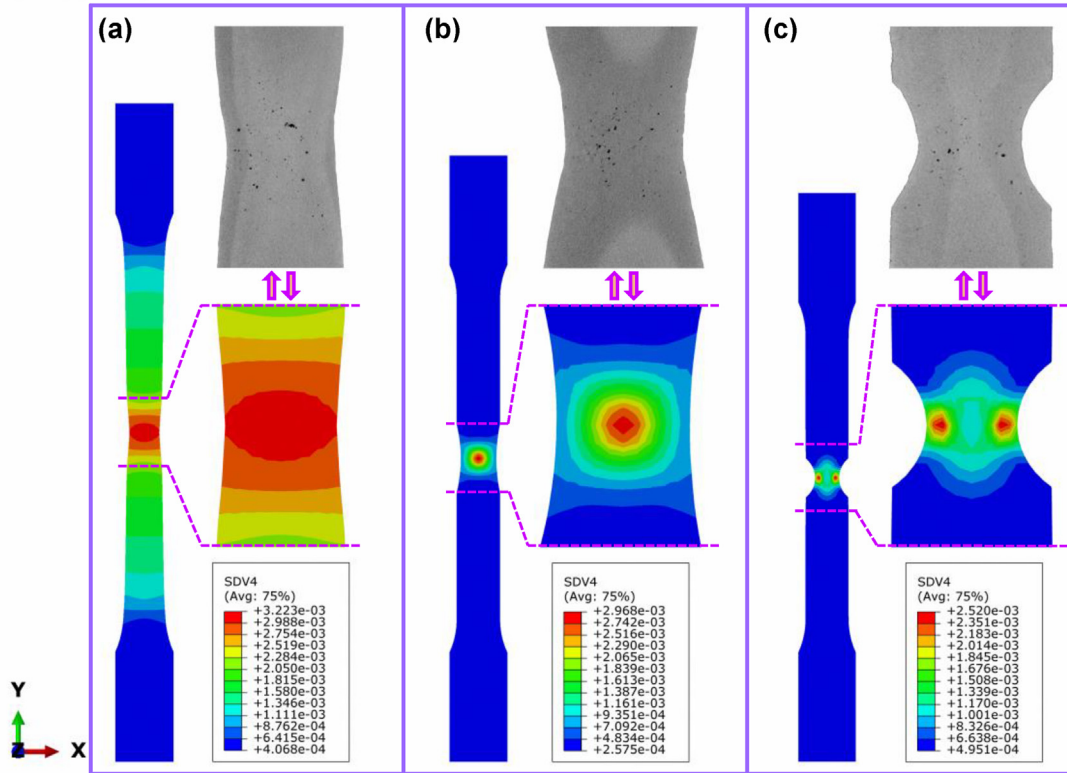 (a)
(b)
(c)
SDV4
(Avg: 75%)
+3.223e-03
+2.988e-03
+2.754e-03
+2.519e-03
+2.284e-03
+2.050e-03
+1.815e-03
+1.580e-03
+1.346e-03
+1.111e-03
+8.762e-04
+6.415e-04
+4.068e-04
SDV4
(Avg: 75%)
+2.968e-03
+2.742e-03
+2.516e-03
+2.290e-03
+2.065e-03
+1.839e-03
+1.613e-03
+1.387e-03
+1.161e-03
+9.351e-04
+7.092e-04
+4.834e-04
+2.575e-04
SDV4
(Avg: 75%)
+2.520e-03
+2.351e-03
+2.183e-03
+2.014e-03
+1.845e-03
+1.676e-03
+1.508e-03
+1.339e-03
+1.170e-03
+1.001e-03
+8.326e-04
+6.638e-04
+4.951e-04
Y
Z
X